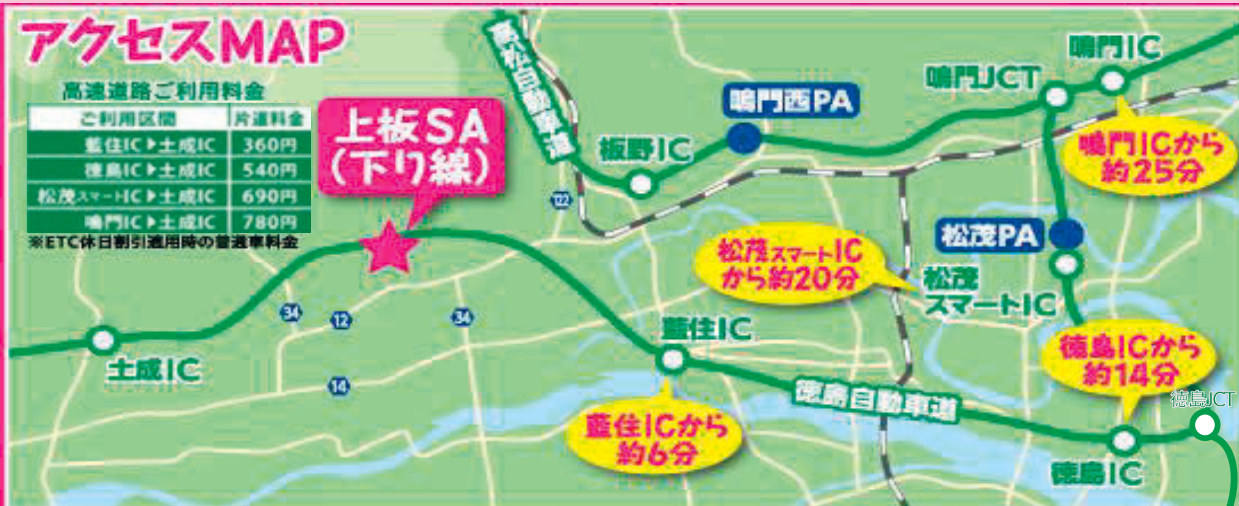 アクセスMAP
高速道路ご利用料金
ご利用区間 片道料金
藍住IC▶土成IC 360円
徳島IC▶土成IC 540円
松茂スマートIC▶土成IC 690円
鳴門IC▶土成IC 780円
※ETC休日割引適用時の普通車料金
上板SA
(下り線)
高松自動車道
板野IC
鳴門西PA
鳴門JCT
鳴門IC
鳴門ICから
約25分
122
松茂PA
松茂スマートIC
から約20分
松茂
スマートIC
34
12
34
14
土成IC
藍住IC
藍住ICから
約6分
徳島自動車道
徳島ICから
約14分
徳島JCT
徳島IC